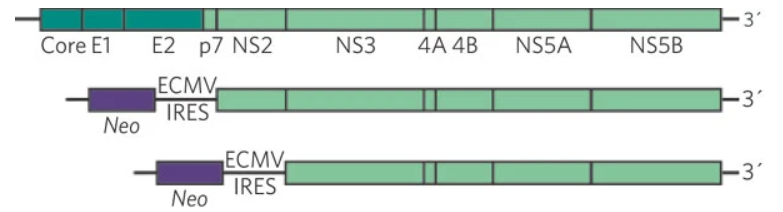 3´
Core E1 E2 p7 NS2 NS3 4A 4B NS5A NS5B
ECMV
3´
IRES
Neo
ECMV
3´
IRES
Neo